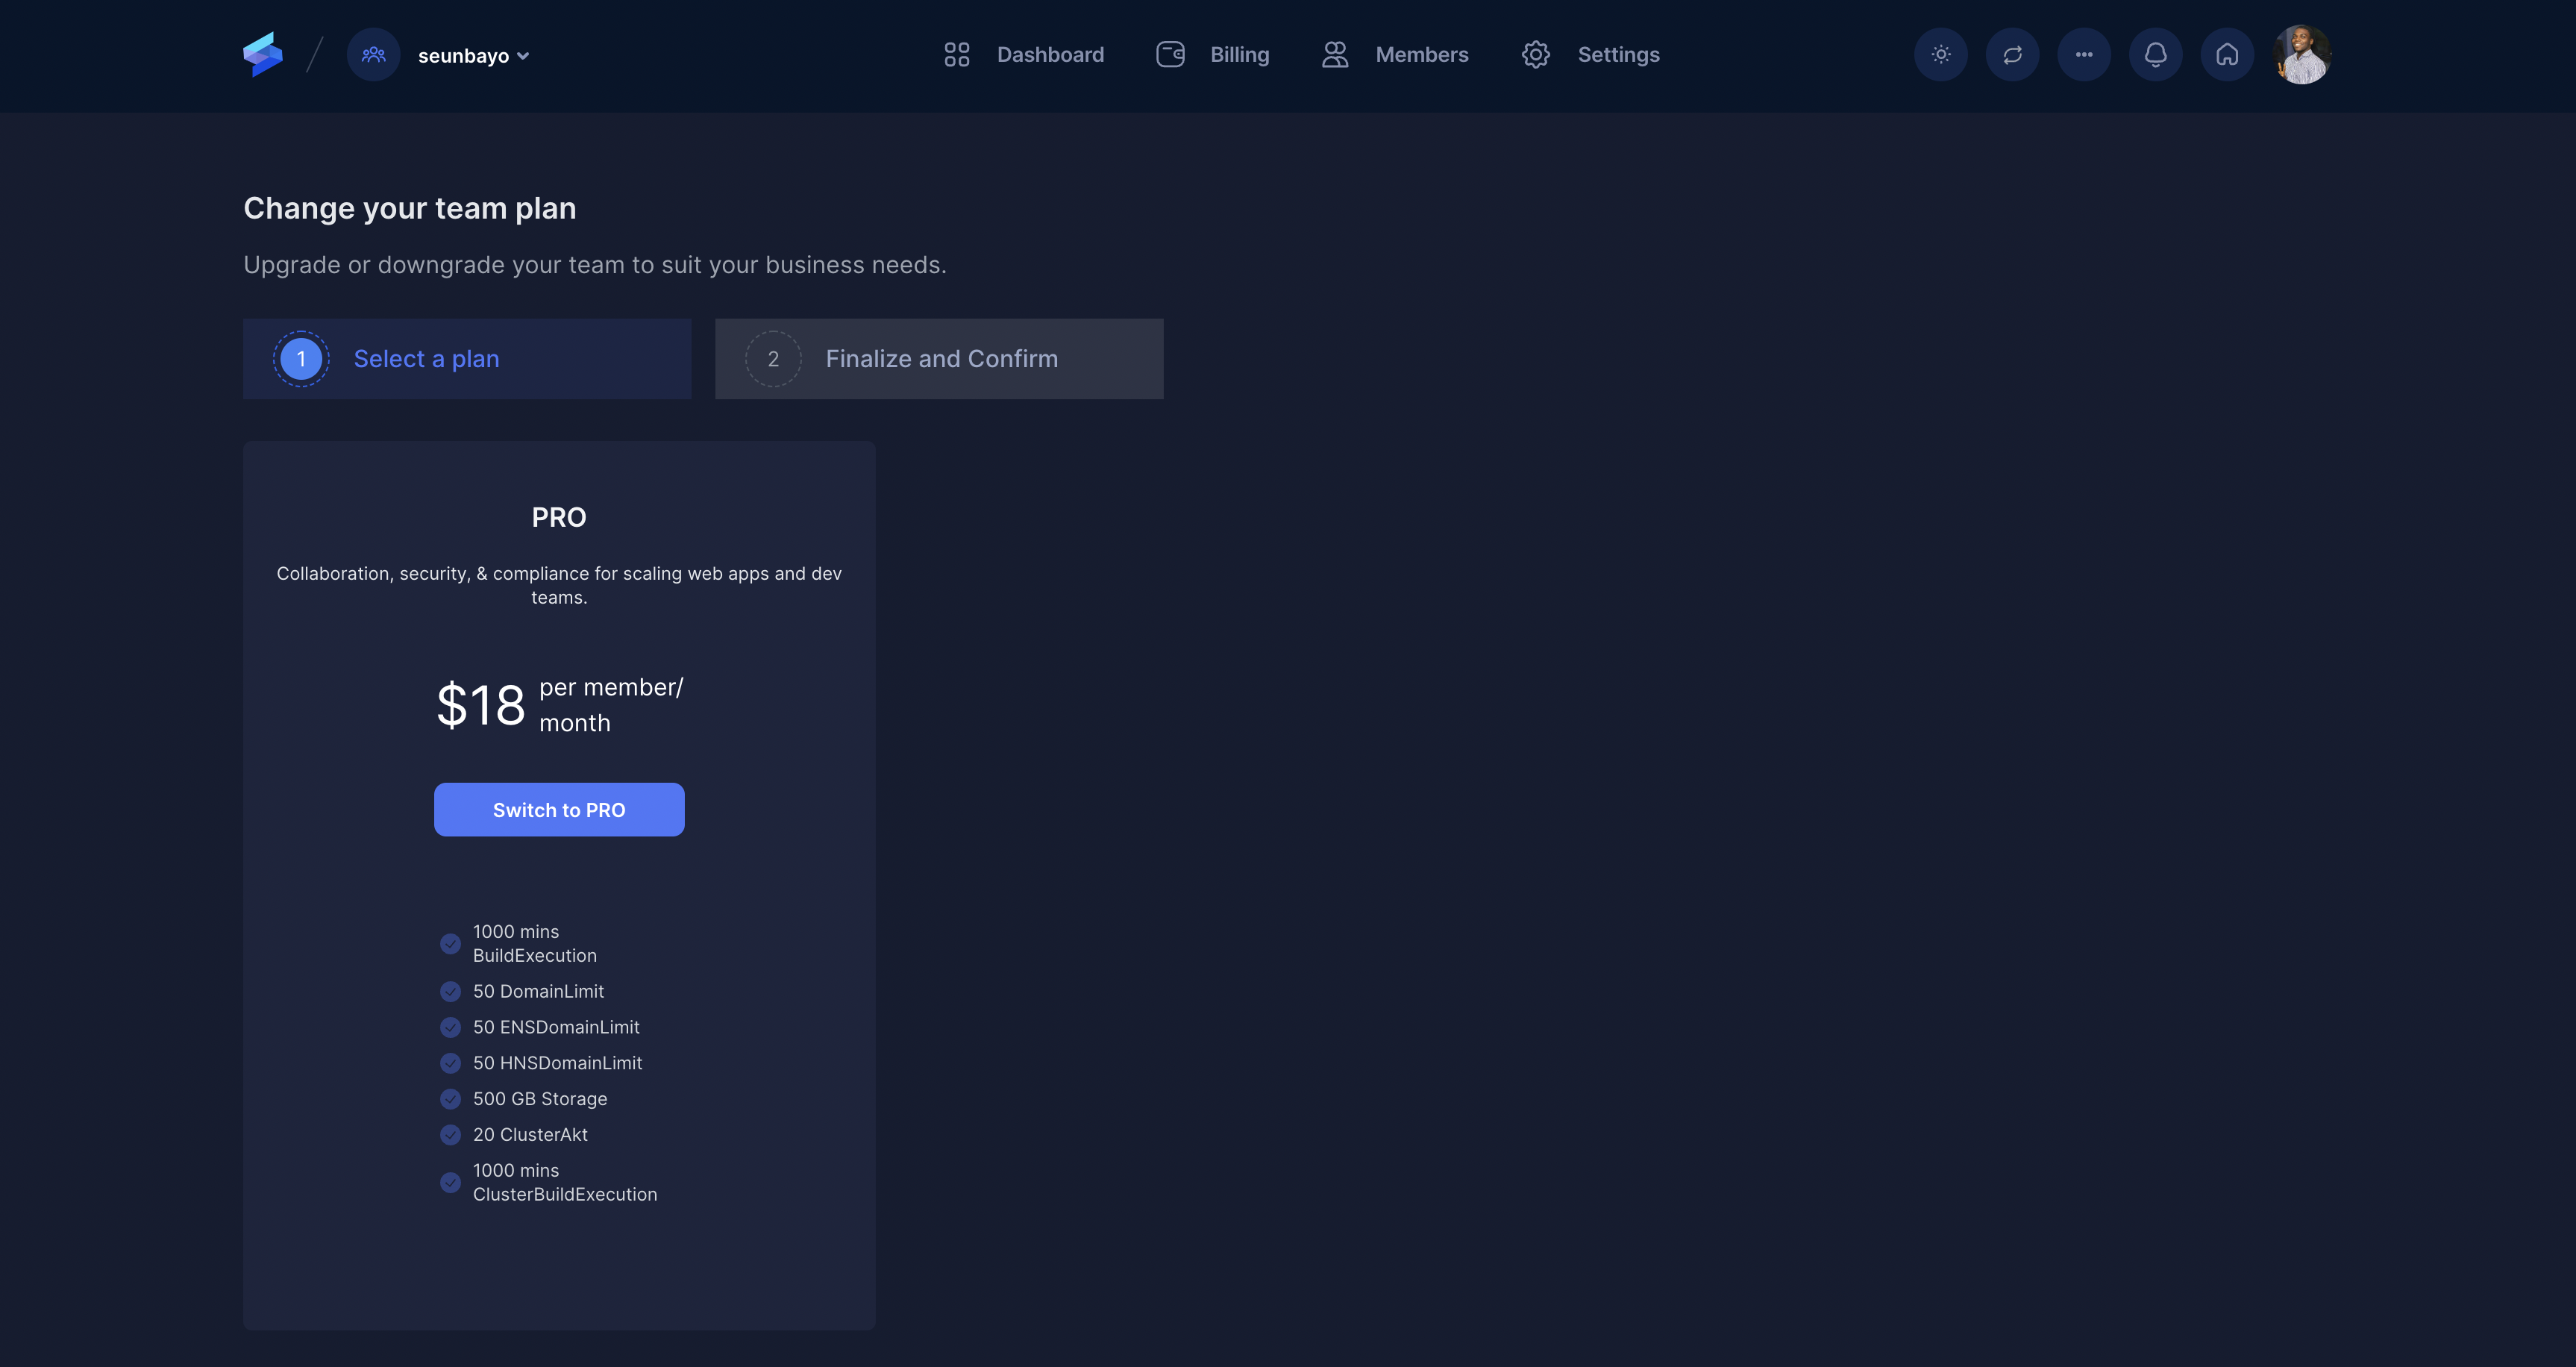 seunbayo
Dashboard
Billing
Members
Settings
Change your team plan
Upgrade or downgrade your team to suit your business needs.
1
Select a plan
2
Finalize and Confirm
PRO
Collaboration, security, & compliance for scaling web apps and dev
teams.
$18
per member/
month
Switch to PRO
1000 mins
BuildExecution
50 DomainLimit
50 ENSDomainLimit
50 HNSDomainLimit
500 GB Storage
20 ClusterAkt
1000 mins
ClusterBuildExecution